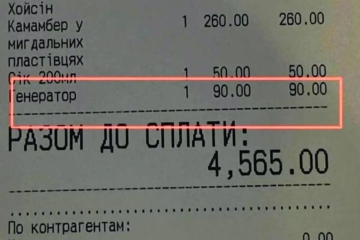 Хойсін
Камамбер у 1 260.00 260.00
мигдальних
пластівцях
Сік 200мл 1 50.00 50.00
Генератор 1 90.00 90.00
РАЗОМ ДО СПЛАТИ:
4,565.00
По контрагентам:
0.00